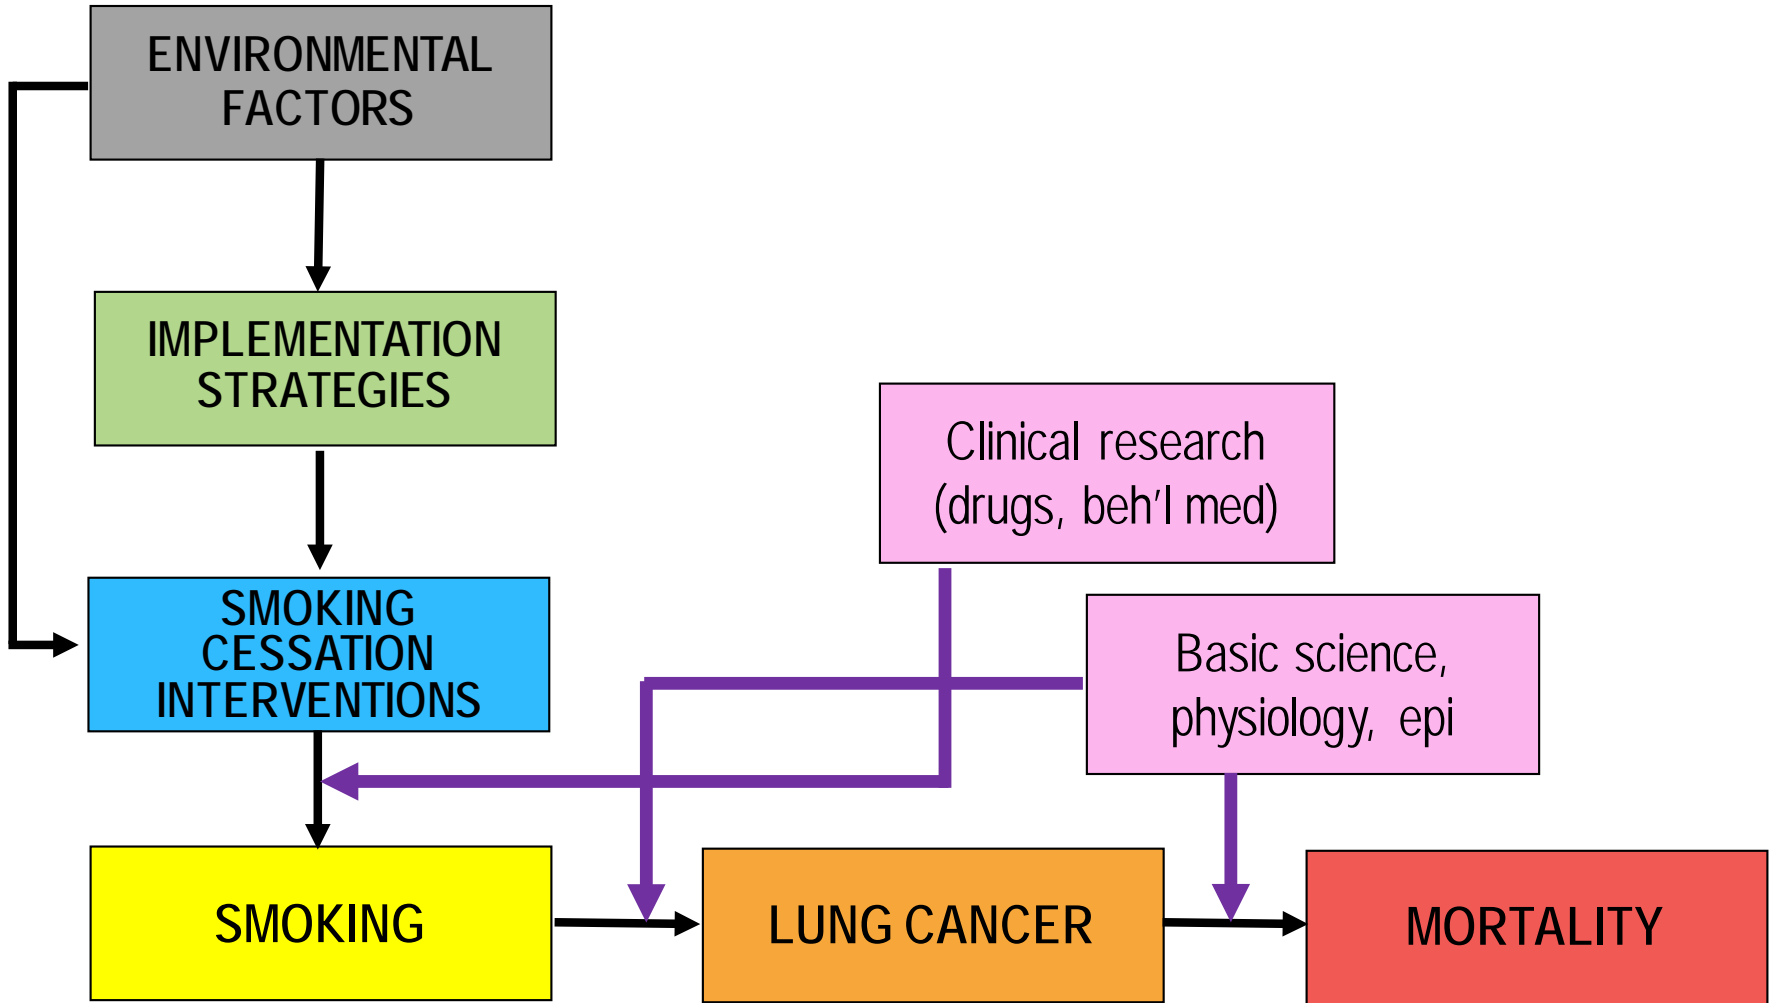 ENVIRONMENTAL
FACTORS
IMPLEMENTATION
STRATEGIES
Clinical research
(drugs, beh'l med)
SMOKING
CESSATION
INTERVENTIONS
Basic science,
physiology, epi
SMOKING
LUNG CANCER
MORTALITY